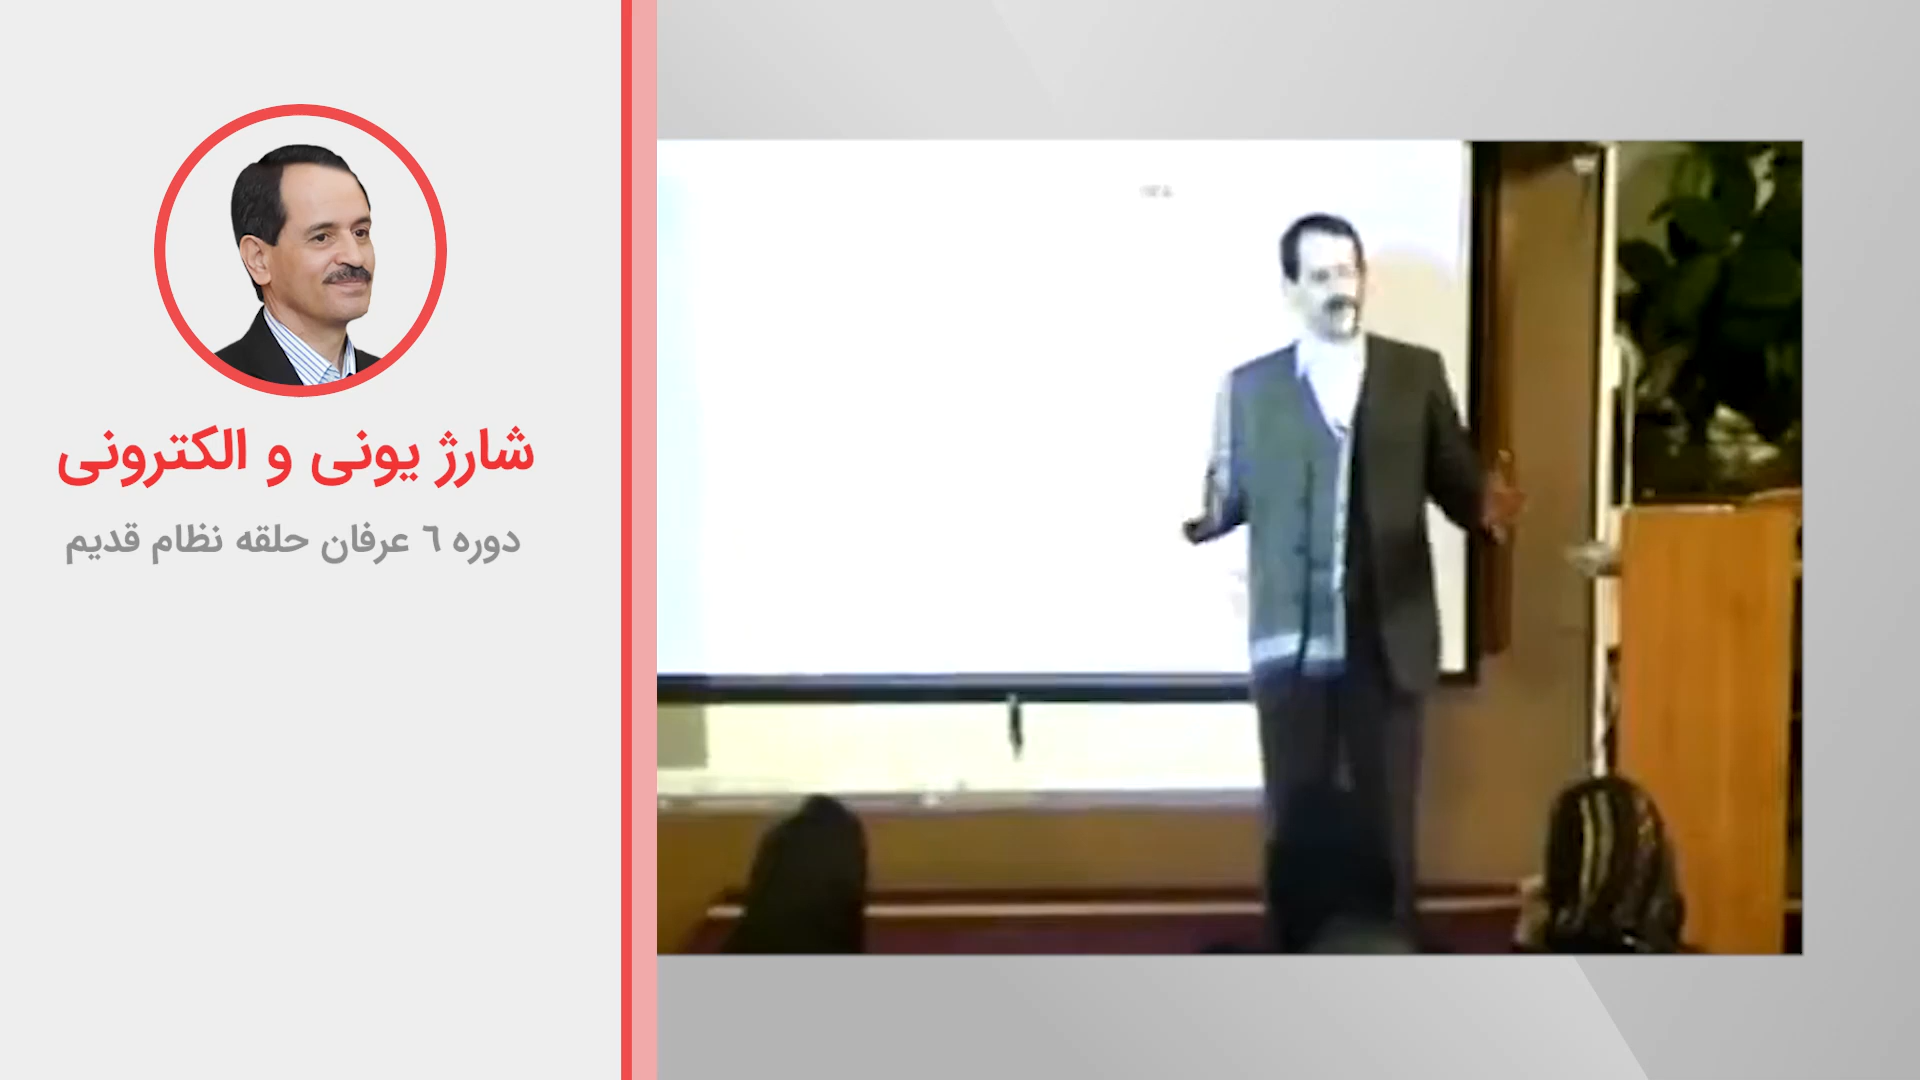 شارژ یونی و الکترونی
دوره ٦ عرفان حلقه نظام قدیم